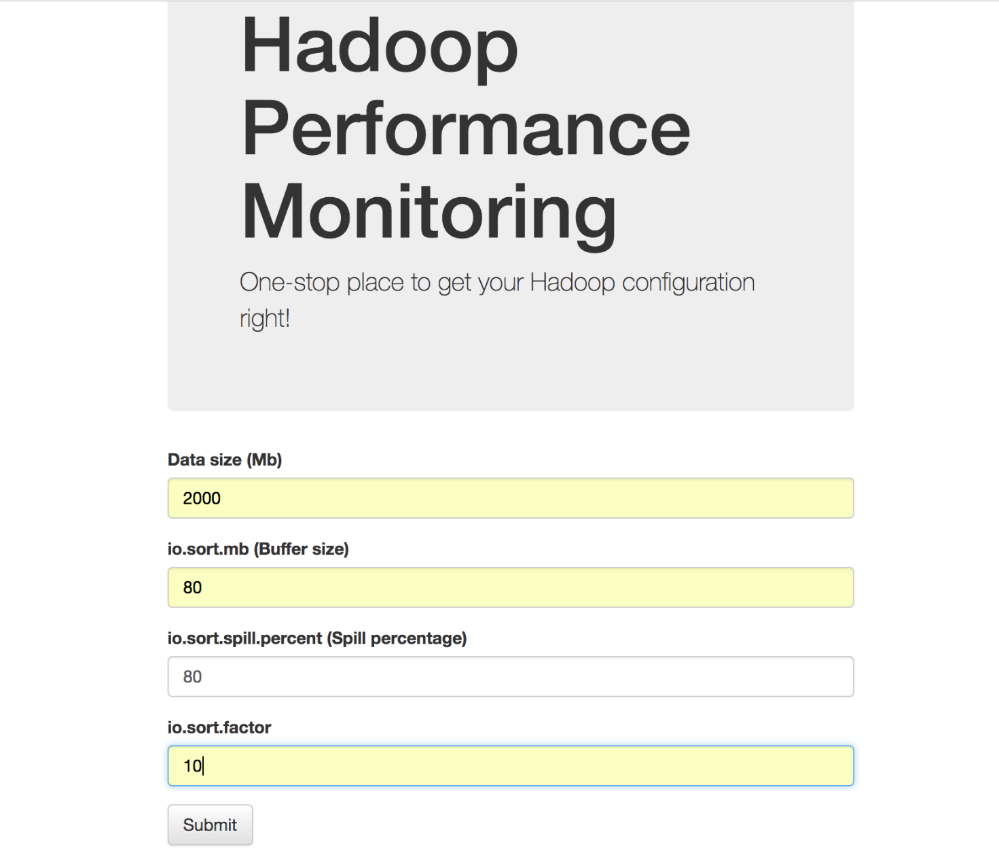 Hadoop
Performance
Monitoring
One-stop place to get your Hadoop configuration
right!
Data size (Mb)
2000
io.sort.mb (Buffer size)
80
io.sort.spill.percent (Spill percentage)
80
io.sort.factor
10
Submit